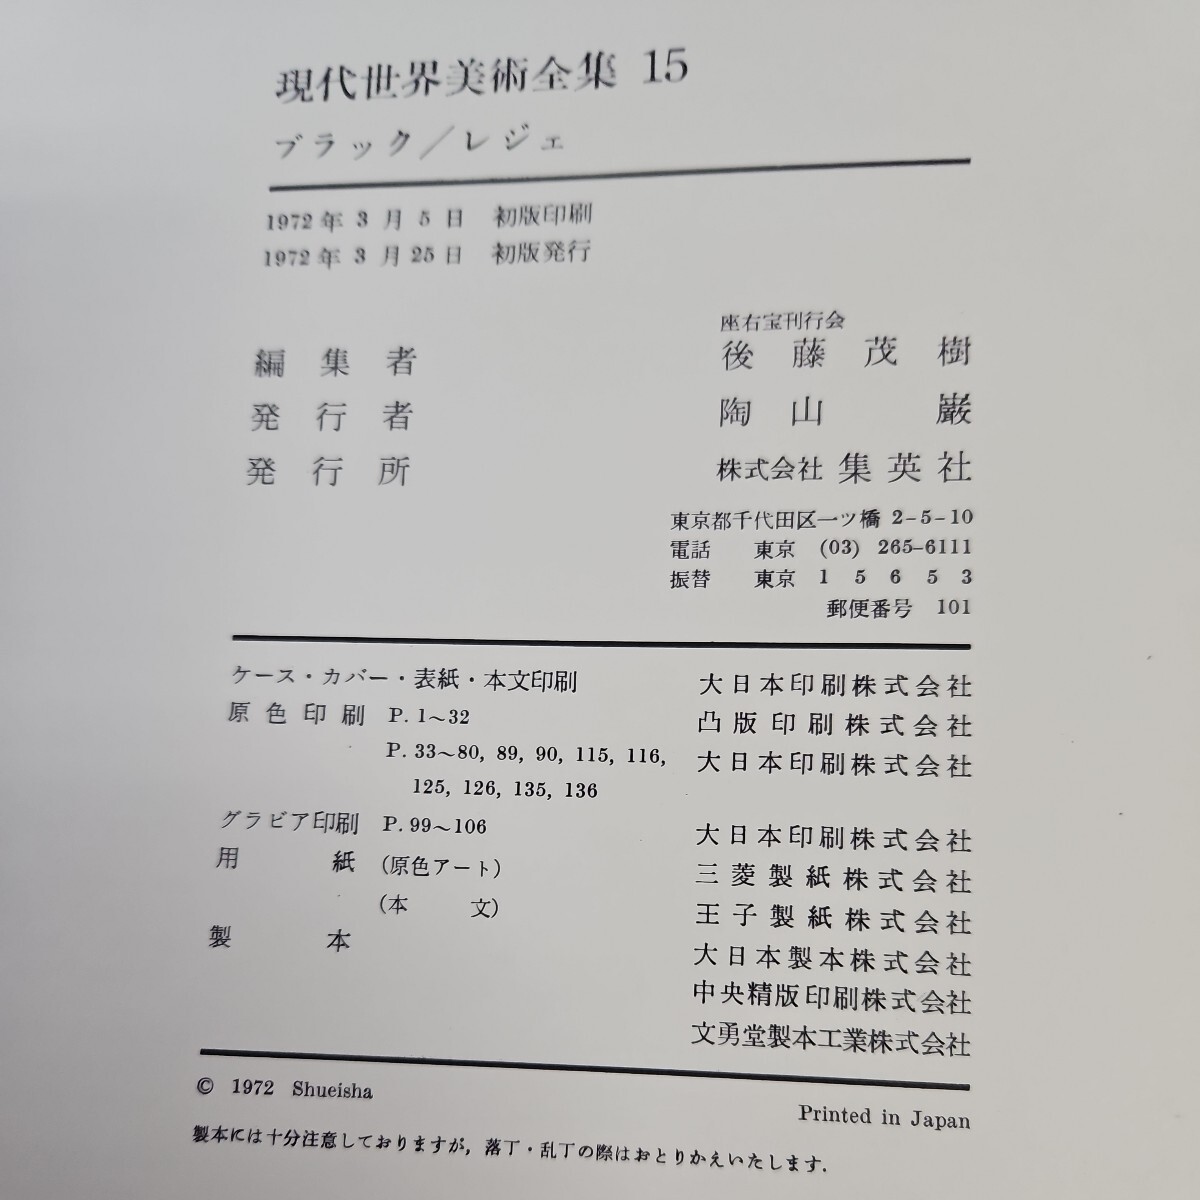 現代世界美術全集 15
ブラック／レジェ
1972年 3月 5日 初版印刷
1972年 3月 25日 初版発行
座右宝刊行会
編集者 後藤茂樹
発行者 陶山巌
発行所 株式会社 集英社
東京都千代田区一ツ橋 2-5-10
電話 東京 (03) 265-6111
振替 東京 15653
郵便番号 101
ケース・カバー・表紙・本文印刷 大日本印刷株式会社
原色印刷 P. 1～32 凸版印刷株式会社
P. 33～80, 89, 90, 115, 116, 大日本印刷株式会社
125, 126, 135, 136
グラビア印刷 P. 99～106 大日本印刷株式会社
用紙 (原色アート) 三菱製紙株式会社
(本文) 王子製紙株式会社
製本 大日本製本株式会社
中央精版印刷株式会社
文勇堂製本工業株式会社
© 1972 Shueisha
Printed in Japan
製本には十分注意しておりますが, 落丁・乱丁の際はおとりかえいたします.